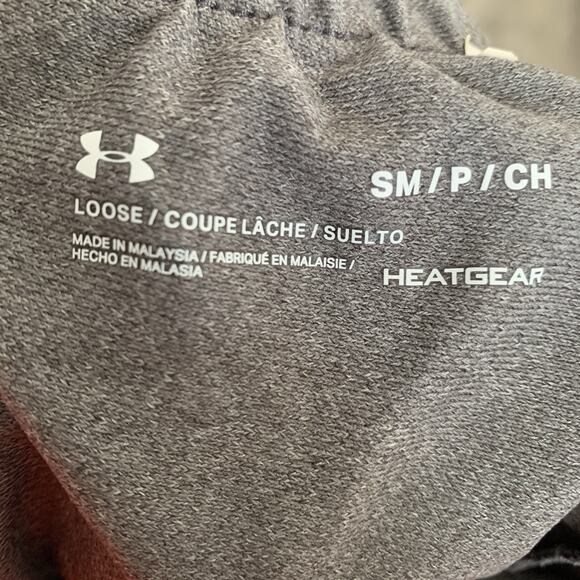 SM / P / CH
LOOSE / COUPE LÂCHE / SUELTO
MADE IN MALAYSIA / FABRIQUÉ EN MALAISIE /
HECHO EN MALASIA
HEATGEAR